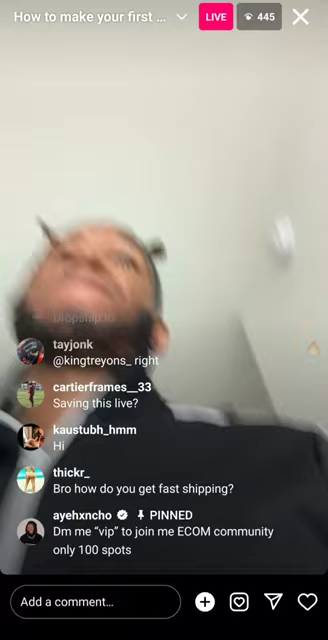 How to make your first ...
LIVE
445
Dropship.io
tayjonk
@kingtreyons_ right
cartierframes__33
Saving this live?
kaustubh_hmm
Hi
thickr_
Bro how do you get fast shipping?
ayehxncho PINNED
Dm me “vip” to join me ECOM community
only 100 spots
Add a comment...